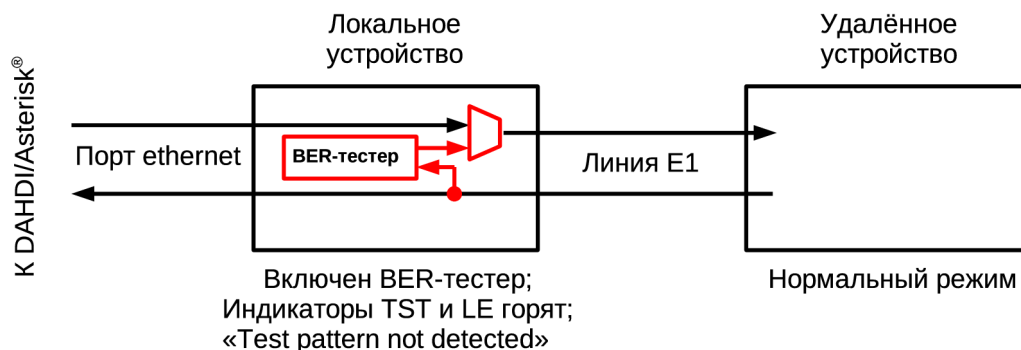 Локальное
устройство
Удалённое
устройство
К DAHDI/Asterisk®
Порт ethernet
BER-тестер
Линия E1
Включен BER-тестер;
Индикаторы TST и LE горят;
«Test pattern not detected»
Нормальный режим